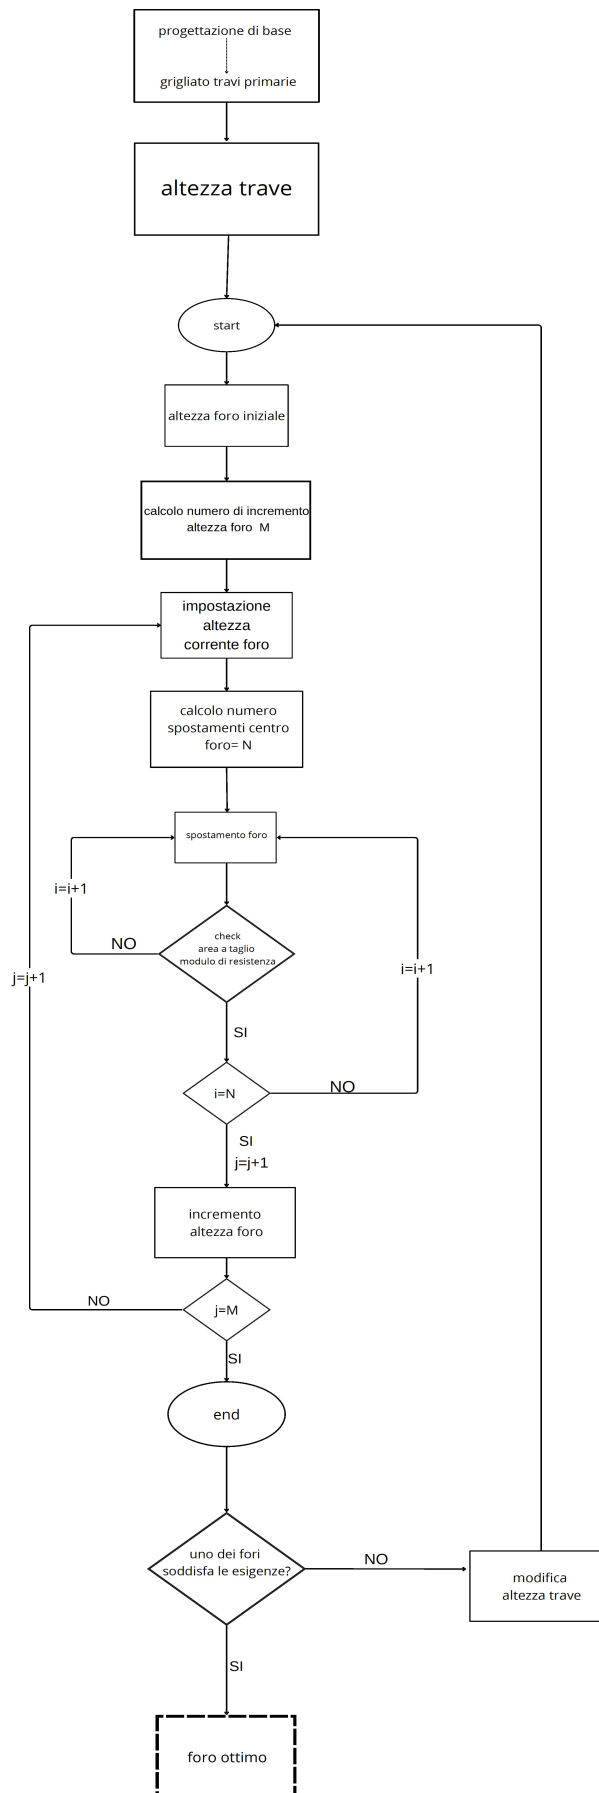 progettazione di base
grigliato travi primarie
altezza trave
start
altezza foro iniziale
calcolo numero di incremento
altezza foro M
impostazione
altezza
corrente foro
calcolo numero
spostamenti centro
foro= N
spostamento foro
i=i+1
check
area a taglio
modulo di resistenza
NO
j=j+1
i=i+1
SI
i=N
NO
SI
j=j+1
incremento
altezza foro
NO
j=M
SI
end
uno dei fori
soddisfa le esigenze?
NO
modifica
altezza trave
SI
foro ottimo